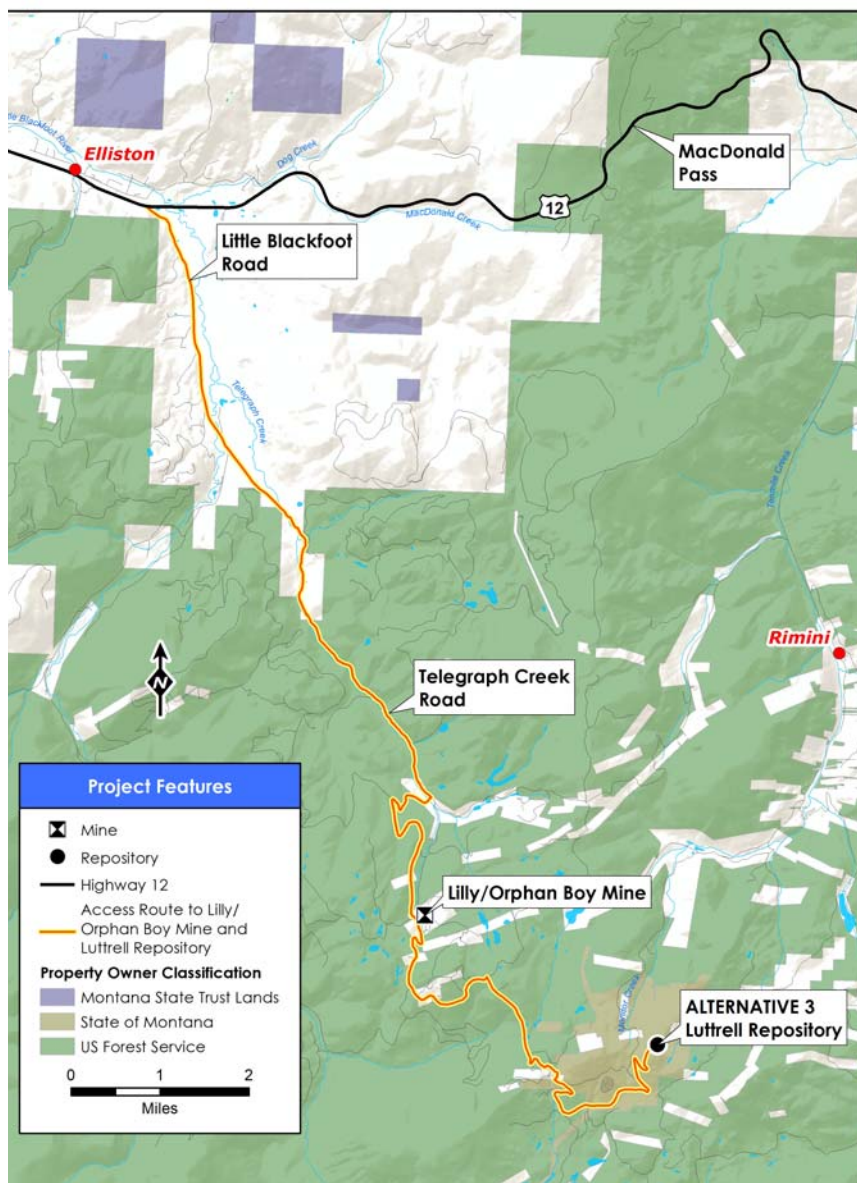 Little Blackfoot River
Elliston
Dog Creek
MacDonald
Pass
12
MacDonald Creek
Little Blackfoot
Road
Telegraph Creek
Tenmile Creek
Rimini
N
Telegraph Creek
Road
Project Features
Mine
Repository
Highway 12
Access Route to Lilly/
Orphan Boy Mine and
Luttrell Repository
Property Owner Classification
Montana State Trust Lands
State of Montana
US Forest Service
0 1 2
Miles
Lilly/Orphan Boy Mine
ALTERNATIVE 3
Luttrell Repository